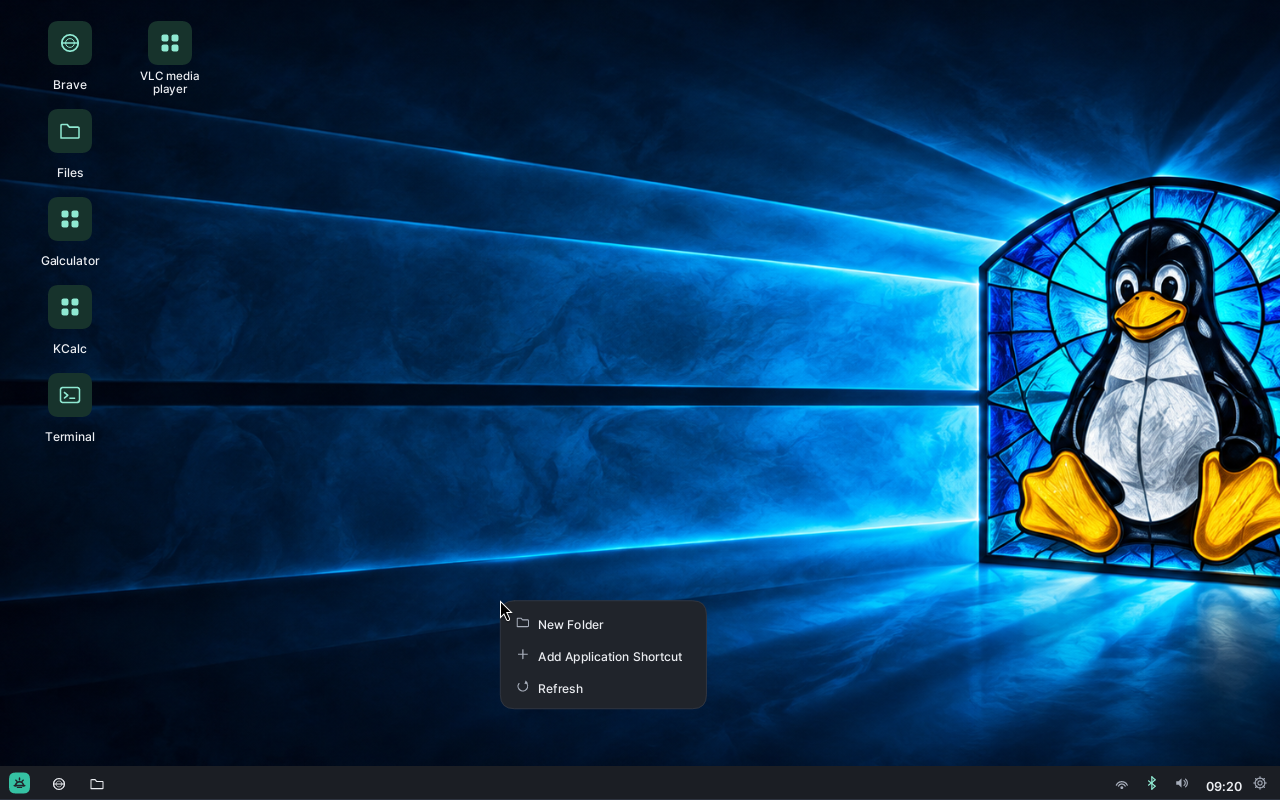 Brave
VLC media
player
Files
Galculator
KCalc
Terminal
New Folder
Add Application Shortcut
Refresh
09:20